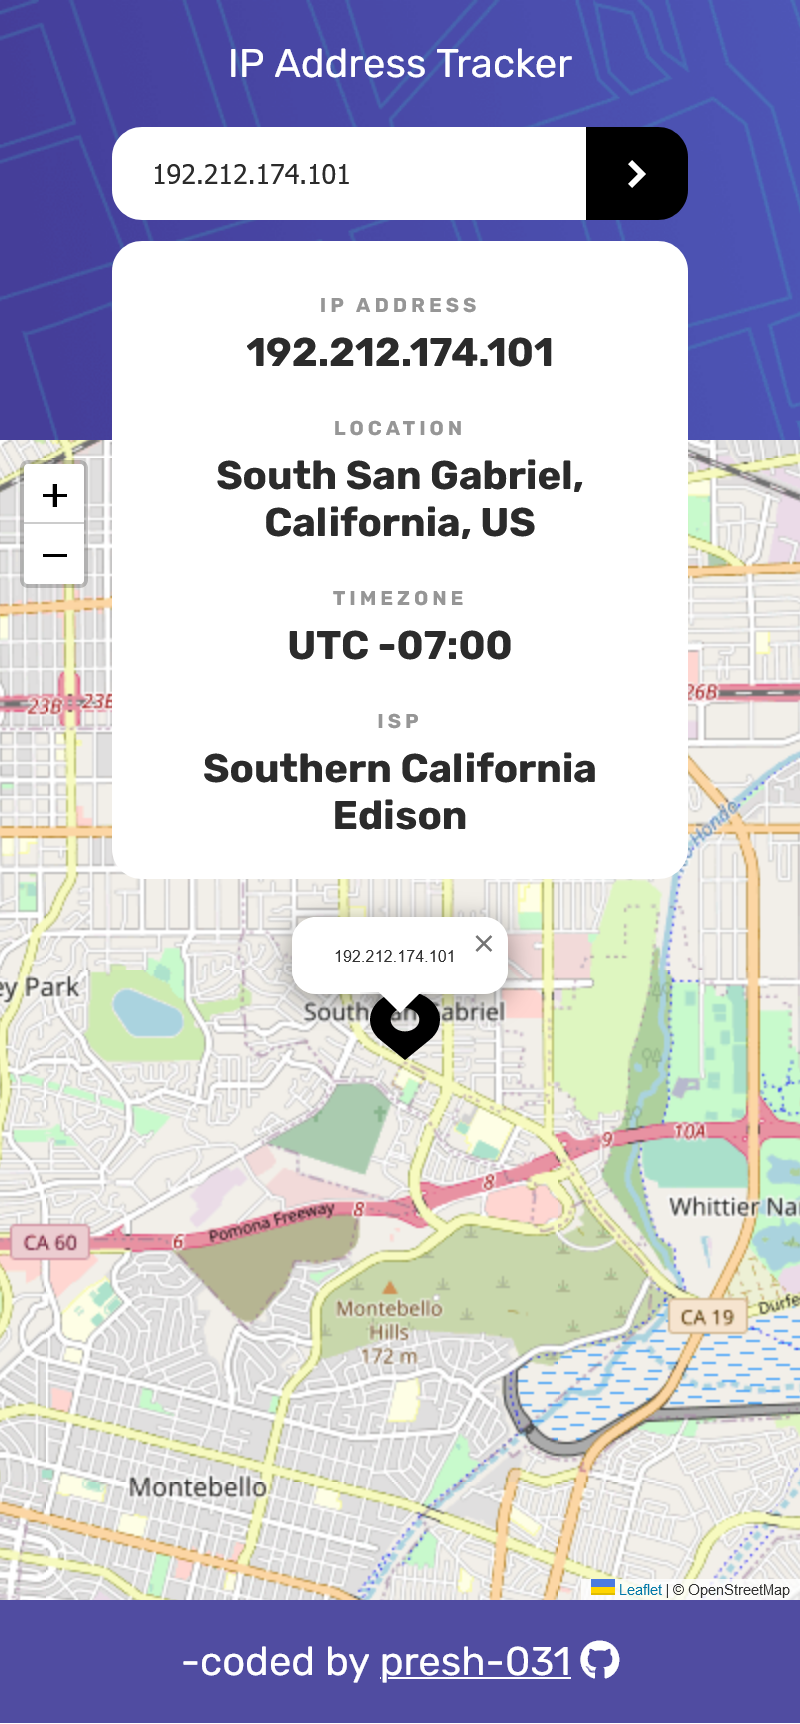 IP Address Tracker
192.212.174.101
IP ADDRESS
192.212.174.101
LOCATION
South San Gabriel,
California, US
TIMEZONE
UTC -07:00
ISP
Southern California
Edison
+
−
23B
23B
26B
192.212.174.101 ×
South San Gabriel
ey Park
9
10A
8
8
Whittier Na
Pomona Freeway
CA 60
6
Montebello
Hills
172 m
CA 19
Durfe
Montebello
Leaflet | © OpenStreetMap
-coded by presh-031